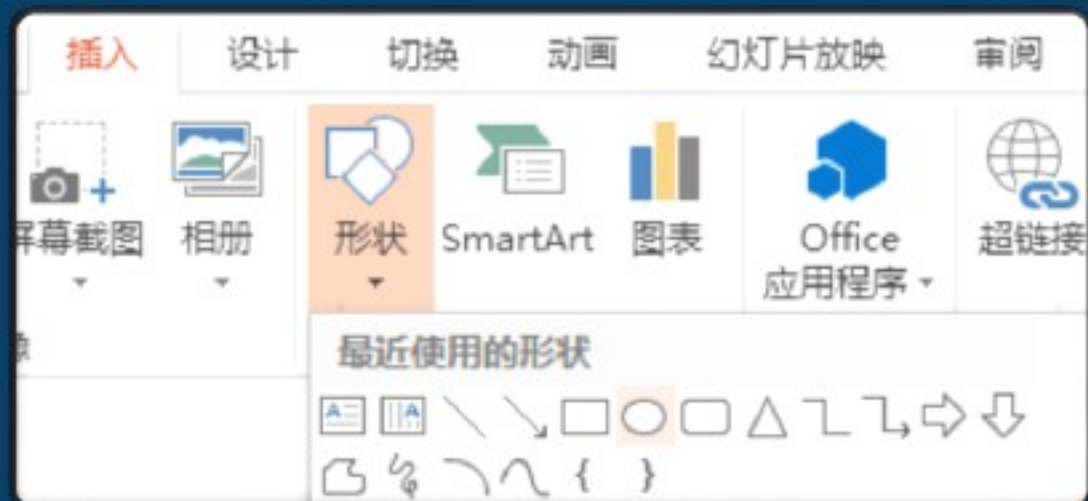 插入 设计 切换 动画 幻灯片放映 审阅
屏幕截图 相册 形状 SmartArt 图表 Office 超链接
应用程序
最近使用的形状